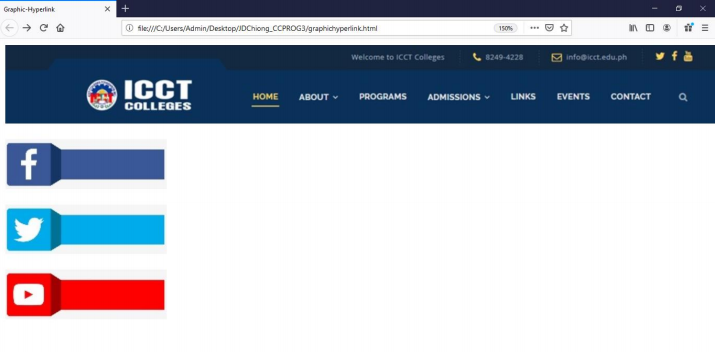 Graphic-Hyperlink
file:///C:/Users/Admin/Desktop/JDChiong_CCPROG3/graphichyperlink.html 150%
Welcome to ICCT Colleges 8249-4228 info@icct.edu.ph
ICCT
COLLEGES
HOME ABOUT PROGRAMS ADMISSIONS LINKS EVENTS CONTACT